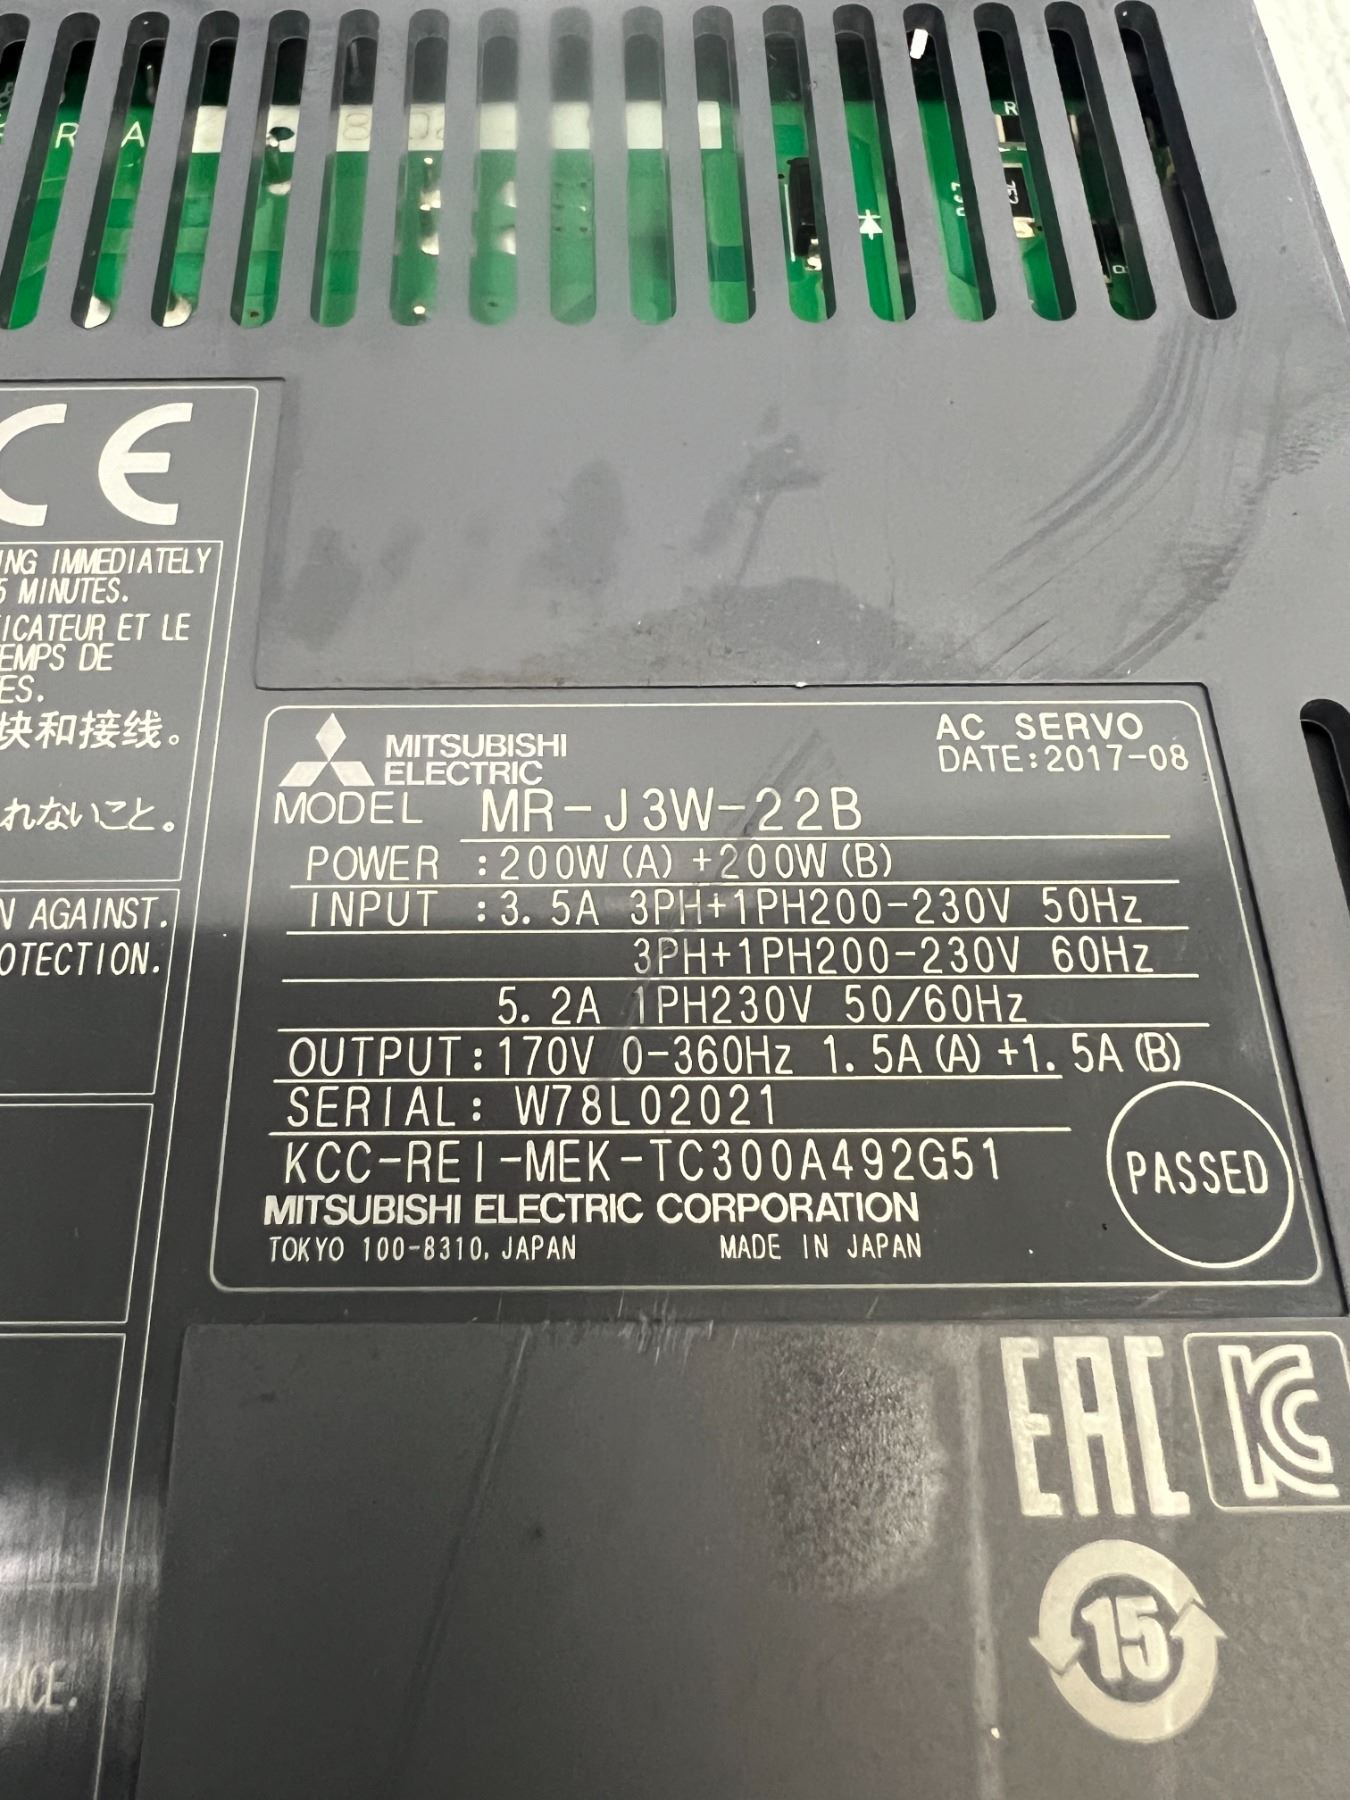 R A
R
CE
ING IMMEDIATELY
5 MINUTES.
ICATEUR ET LE
EMPS DE
ES.
块和接线。
れないこと。
N AGAINST.
OTECTION.
MITSUBISHI
ELECTRIC
AC SERVO
DATE:2017-08
MODEL MR-J3W-22B
POWER :200W(A)+200W(B)
INPUT :3.5A 3PH+1PH200-230V 50Hz
3PH+1PH200-230V 60Hz
5.2A 1PH230V 50/60Hz
OUTPUT:170V 0-360Hz 1.5A(A)+1.5A(B)
SERIAL: W78L02021
KCC-REI-MEK-TC300A492G51
PASSED
MITSUBISHI ELECTRIC CORPORATION
TOKYO 100-8310, JAPAN MADE IN JAPAN
EAC
KC
15
NCE.